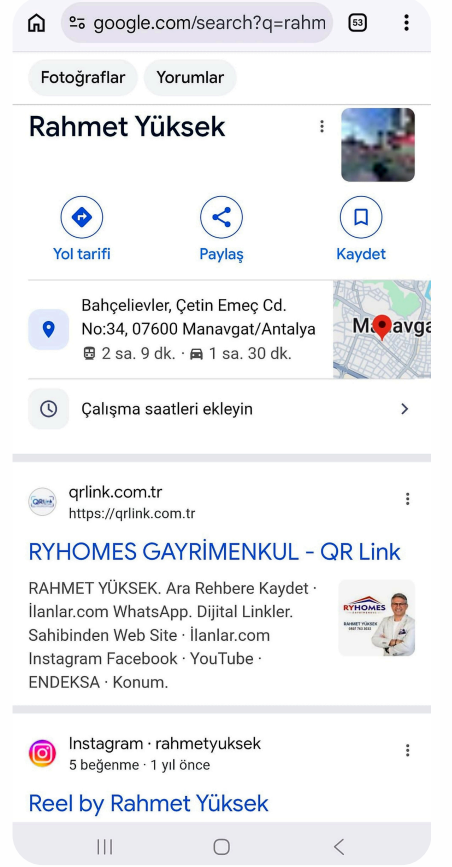 google.com/search?q=rahm
53
Fotoğraflar
Yorumlar
Rahmet Yüksek
Yol tarifi
Paylaş
Kaydet
Bahçelievler, Çetin Emeç Cd.
No:34, 07600 Manavgat/Antalya
2 sa. 9 dk. · 1 sa. 30 dk.
Çalışma saatleri ekleyin
qrlink.com.tr
https://qrlink.com.tr
RYHOMES GAYRİMENKUL - QR Link
RAHMET YÜKSEK. Ara Rehbere Kaydet ·
İlanlar.com WhatsApp. Dijital Linkler.
Sahibinden Web Site · İlanlar.com
Instagram Facebook · YouTube ·
ENDEKSA · Konum.
RYHOMES
RAHMET YÜKSEK
Instagram · rahmetyuksek
5 beğenme · 1 yıl önce
Reel by Rahmet Yüksek